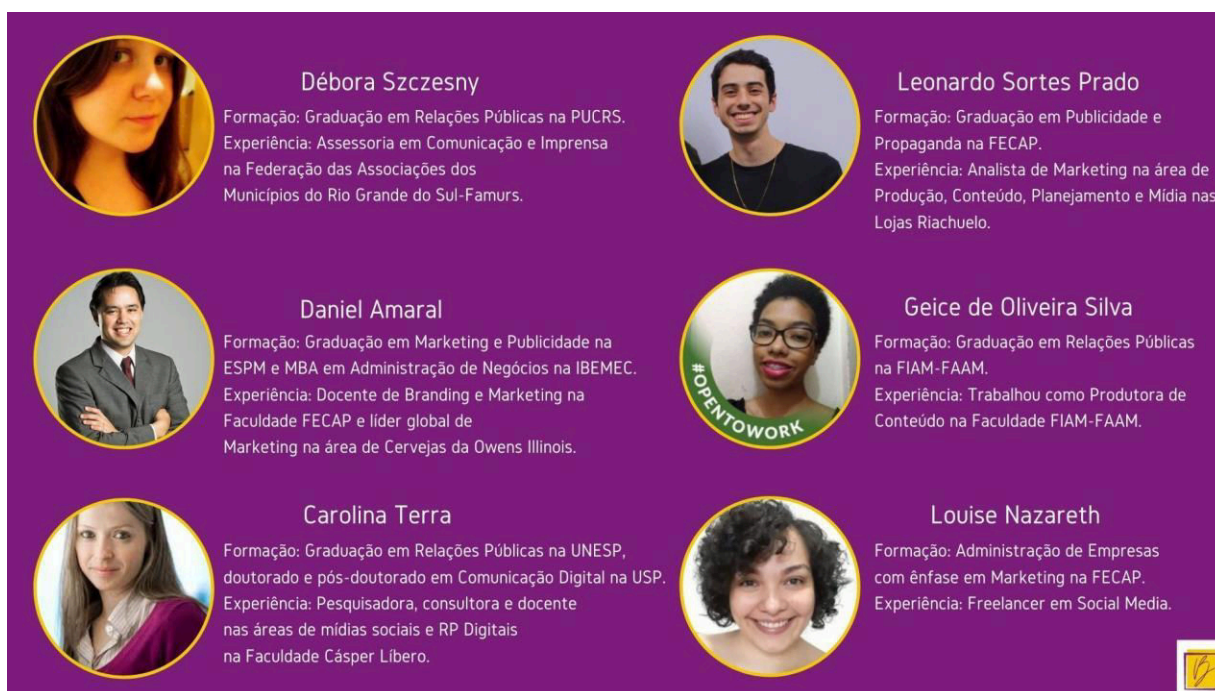 Débora Szczesny
Formação: Graduação em Relações Públicas na PUCRS.
Experiência: Assessoria em Comunicação e Imprensa
na Federação das Associações dos
Municípios do Rio Grande do Sul-Famurs.
Leonardo Sortes Prado
Formação: Graduação em Publicidade e
Propaganda na FECAP.
Experiência: Analista de Marketing na área de
Produção, Conteúdo, Planejamento e Mídia nas
Lojas Riachuelo.
Daniel Amaral
Formação: Graduação em Marketing e Publicidade na
ESPM e MBA em Administração de Negócios na IBEMEC.
Experiência: Docente de Branding e Marketing na
Faculdade FECAP e líder global de
Marketing na área de Cervejas da Owens Illinois.
#OPENTOWORK
Geice de Oliveira Silva
Formação: Graduação em Relações Públicas
na FIAM-FAAM.
Experiência: Trabalhou como Produtora de
Conteúdo na Faculdade FIAM-FAAM.
Carolina Terra
Formação: Graduação em Relações Públicas na UNESP,
doutorado e pós-doutorado em Comunicação Digital na USP.
Experiência: Pesquisadora, consultora e docente
nas áreas de mídias sociais e RP Digitais
na Faculdade Cásper Líbero.
Louise Nazareth
Formação: Administração de Empresas
com ênfase em Marketing na FECAP.
Experiência: Freelancer em Social Media.